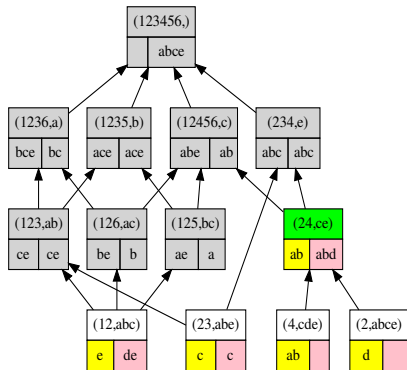 (123456,)
abce
(1236,a) (1235,b) (12456,c) (234,e)
bce bc ace ace abe ab abc abc
(123,ab) (126,ac) (125,bc) (24,ce)
ce ce be b ae a ab abd
(12,abc) (23,abe) (4,cde) (2,abce)
e de c c ab d